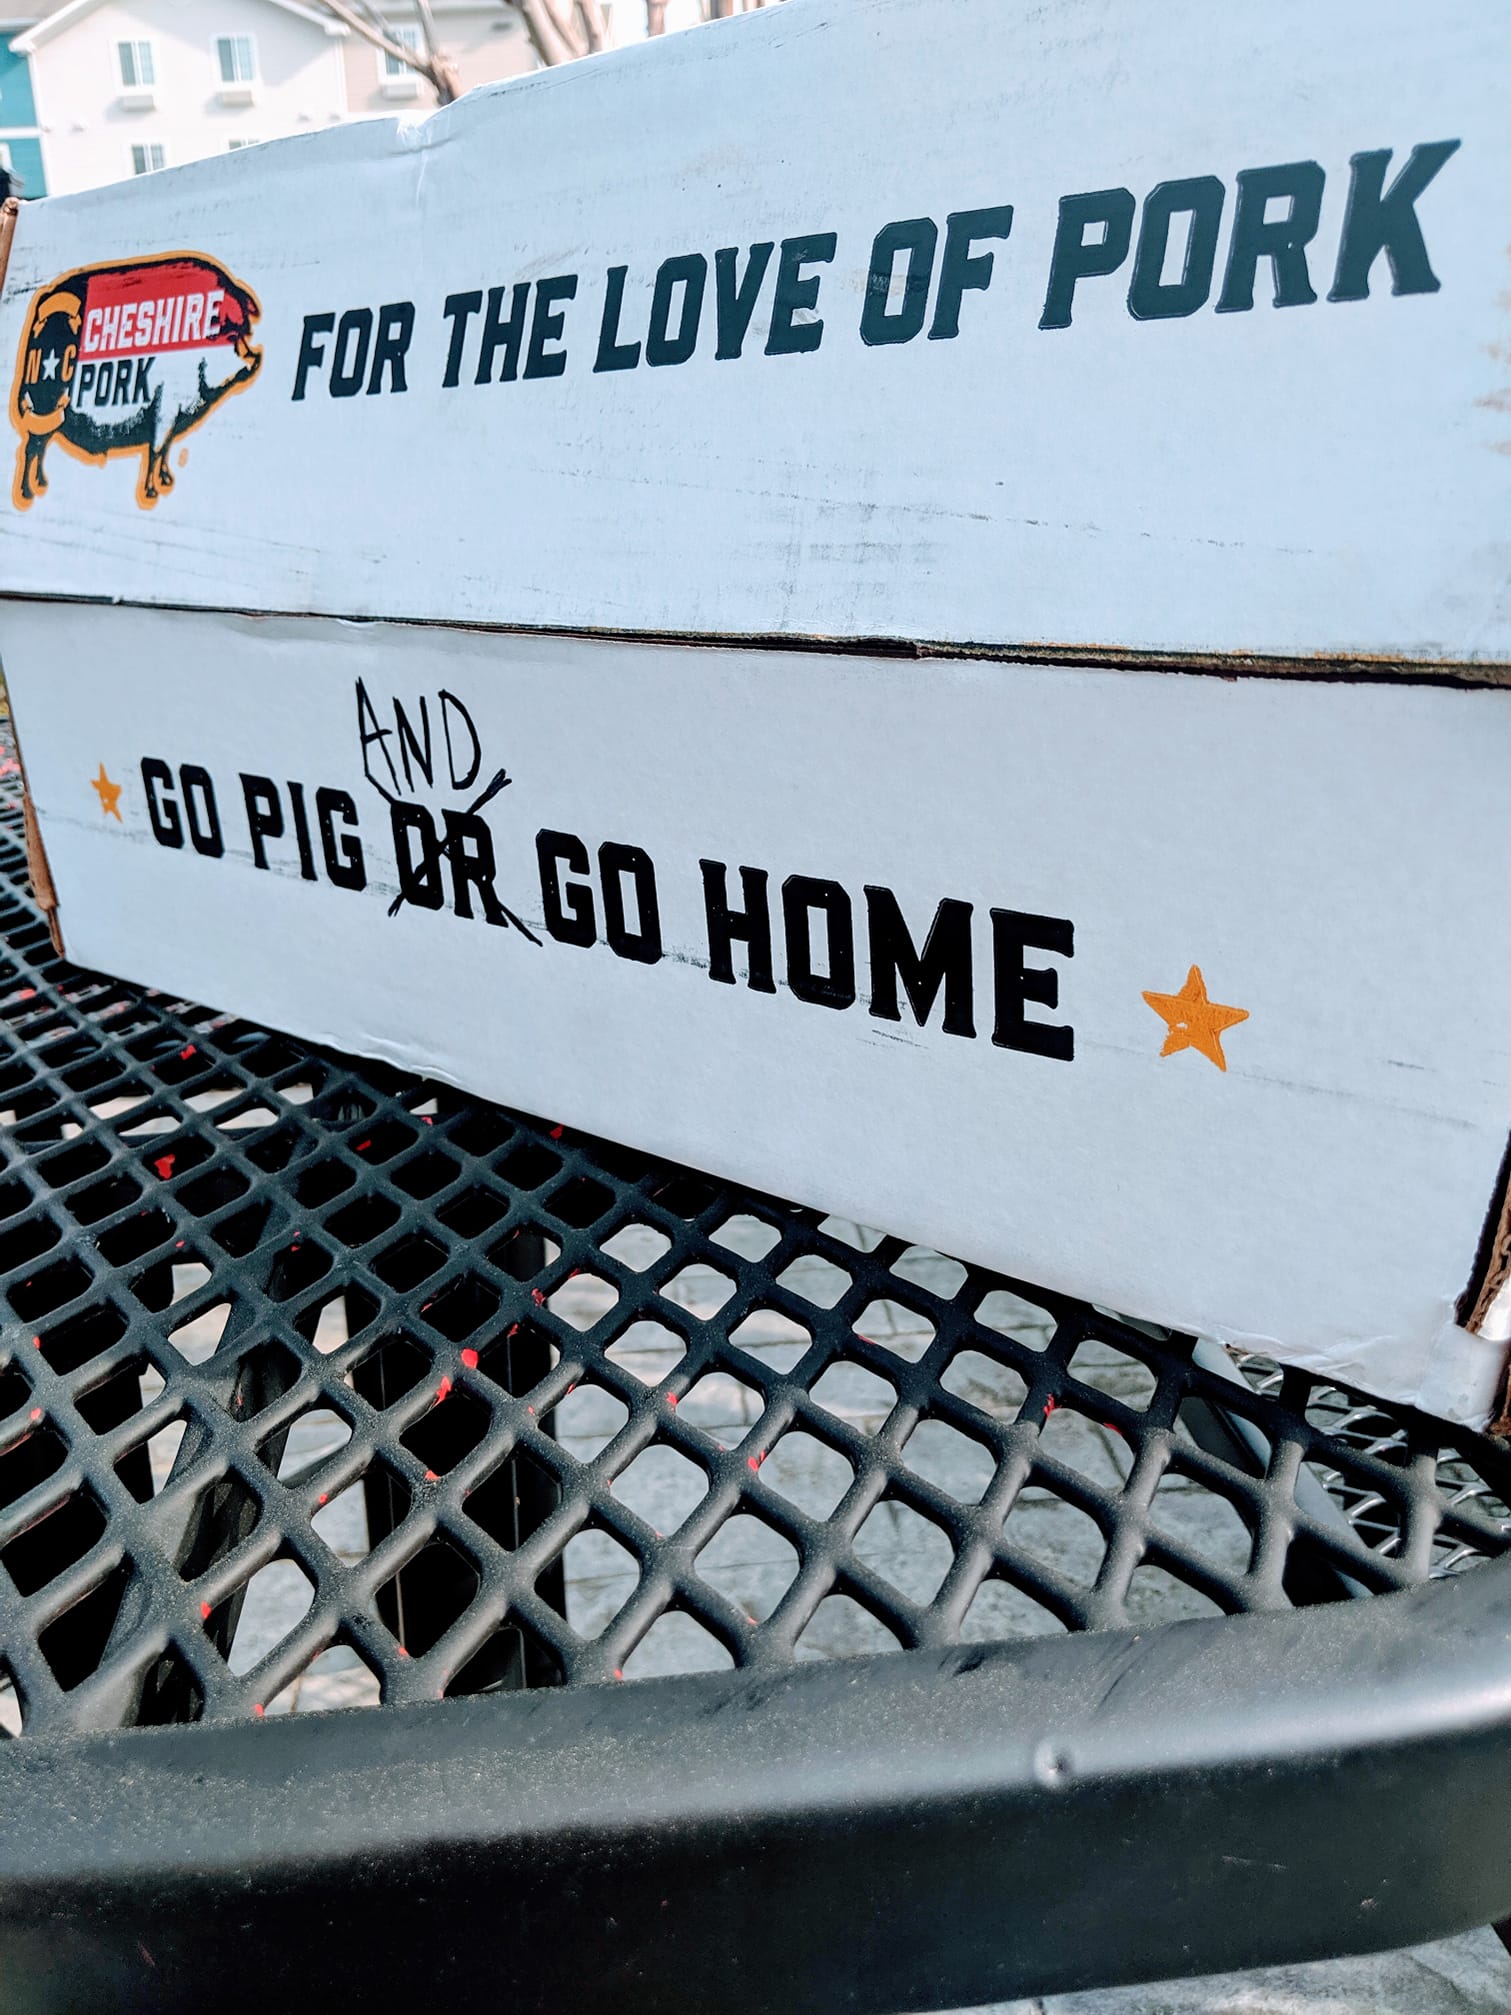 CHESHIRE
N★C
PORK
FOR THE LOVE OF PORK
®
AND
★ GO PIG OR GO HOME ★